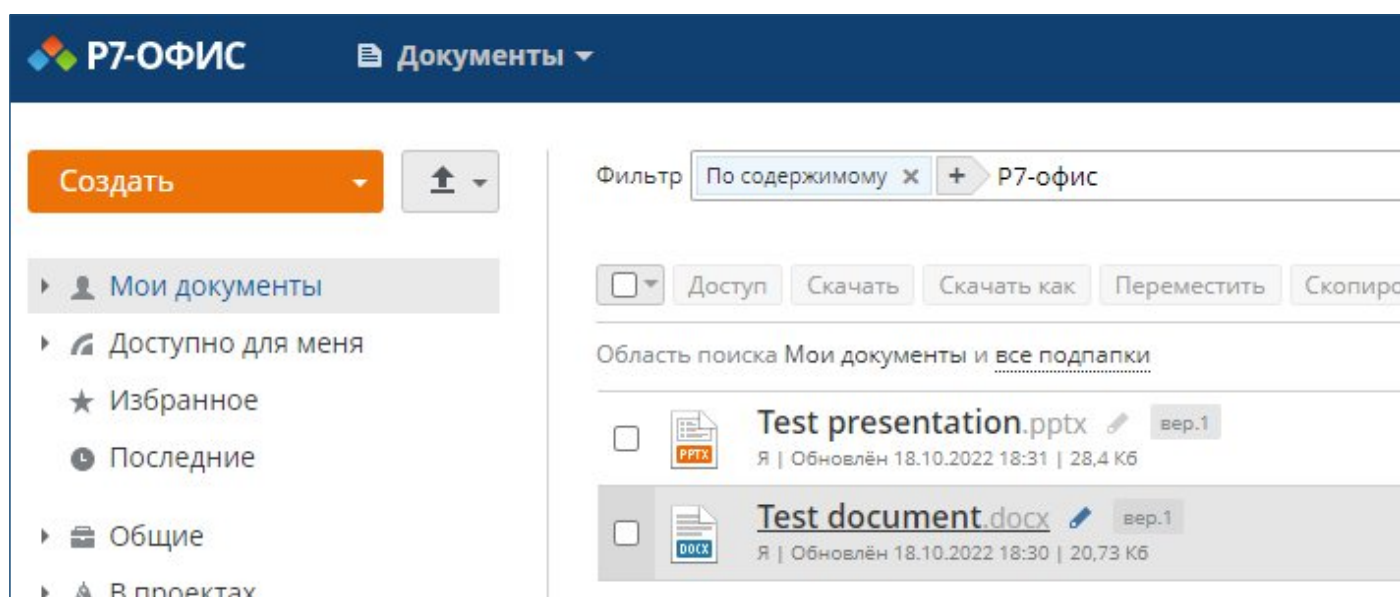 Р7-ОФИС
Документы
Создать
Мои документы
Доступно для меня
Избранное
Последние
Общие
В проектах
Фильтр По содержимому × + Р7-офис
Доступ Скачать Скачать как Переместить Скопиро
Область поиска Мои документы и все подпапки
Test presentation.pptx вер.1
PPTX
Я | Обновлён 18.10.2022 18:31 | 28,4 Кб
Test document.docx вер.1
DOCX
Я | Обновлён 18.10.2022 18:30 | 20,73 Кб